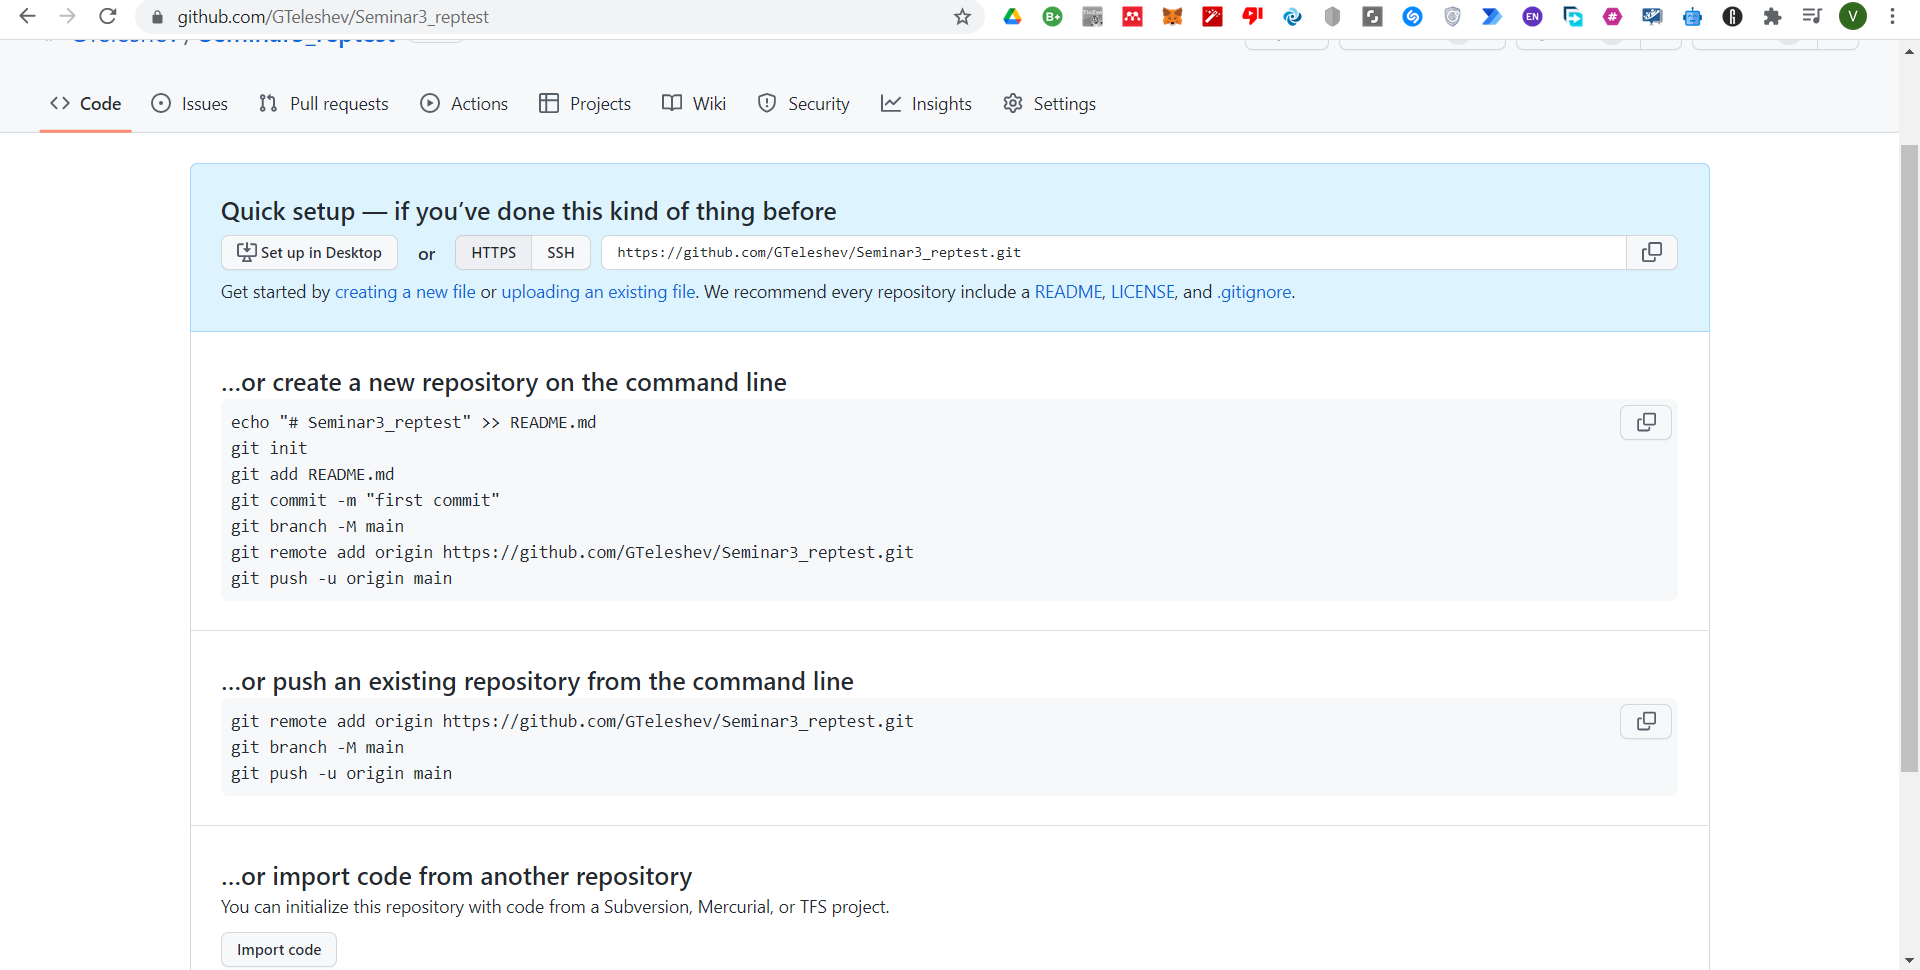 github.com/GTeleshev/Seminar3_reptest
GTeleshev / Seminar3_reptest
Code Issues Pull requests Actions Projects Wiki Security Insights Settings
Quick setup — if you’ve done this kind of thing before
Set up in Desktop or HTTPS SSH https://github.com/GTeleshev/Seminar3_reptest.git
Get started by creating a new file or uploading an existing file. We recommend every repository include a README, LICENSE, and .gitignore.
…or create a new repository on the command line
echo "# Seminar3_reptest" >> README.md
git init
git add README.md
git commit -m "first commit"
git branch -M main
git remote add origin https://github.com/GTeleshev/Seminar3_reptest.git
git push -u origin main
…or push an existing repository from the command line
git remote add origin https://github.com/GTeleshev/Seminar3_reptest.git
git branch -M main
git push -u origin main
…or import code from another repository
You can initialize this repository with code from a Subversion, Mercurial, or TFS project.
Import code